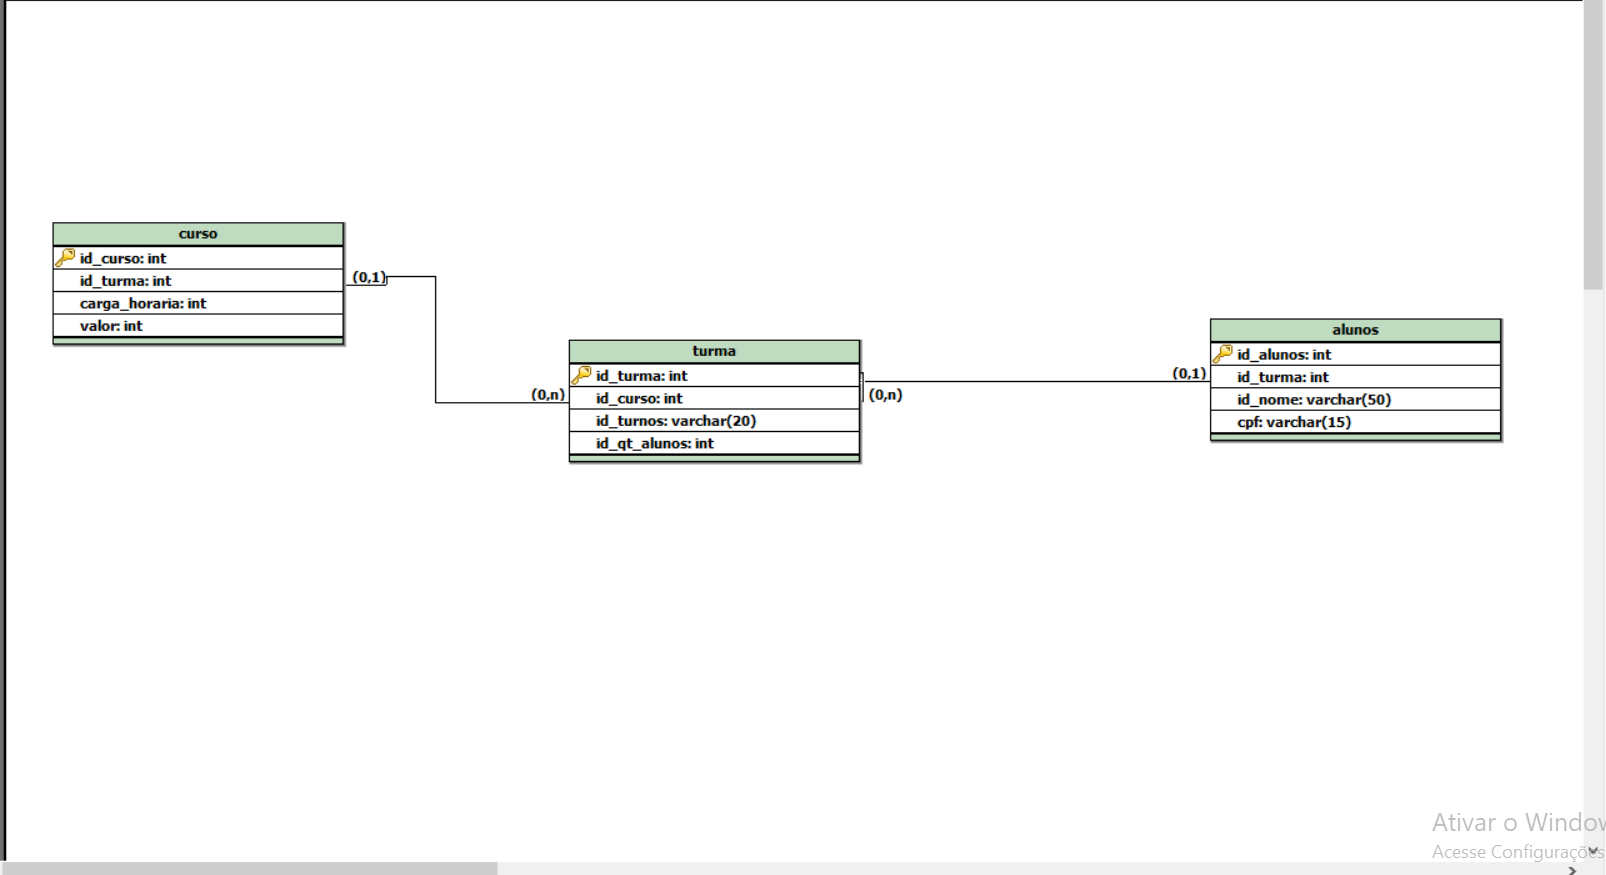 curso
id_curso: int
id_turma: int
carga_horaria: int
valor: int
(0,1)
(0,n)
turma
id_turma: int
id_curso: int
id_turnos: varchar(20)
id_qt_alunos: int
(0,n)
(0,1)
alunos
id_alunos: int
id_turma: int
id_nome: varchar(50)
cpf: varchar(15)
Ativar o Window
Acesse Configurações